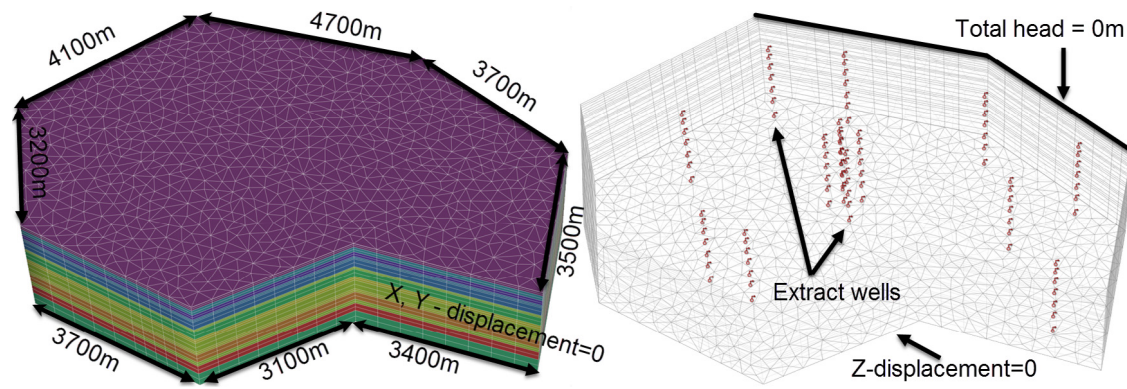 4100m
4700m
3700m
3200m
3500m
X, Y - displacement=0
3700m
3100m
3400m
Total head = 0m
Extract wells
Z-displacement=0